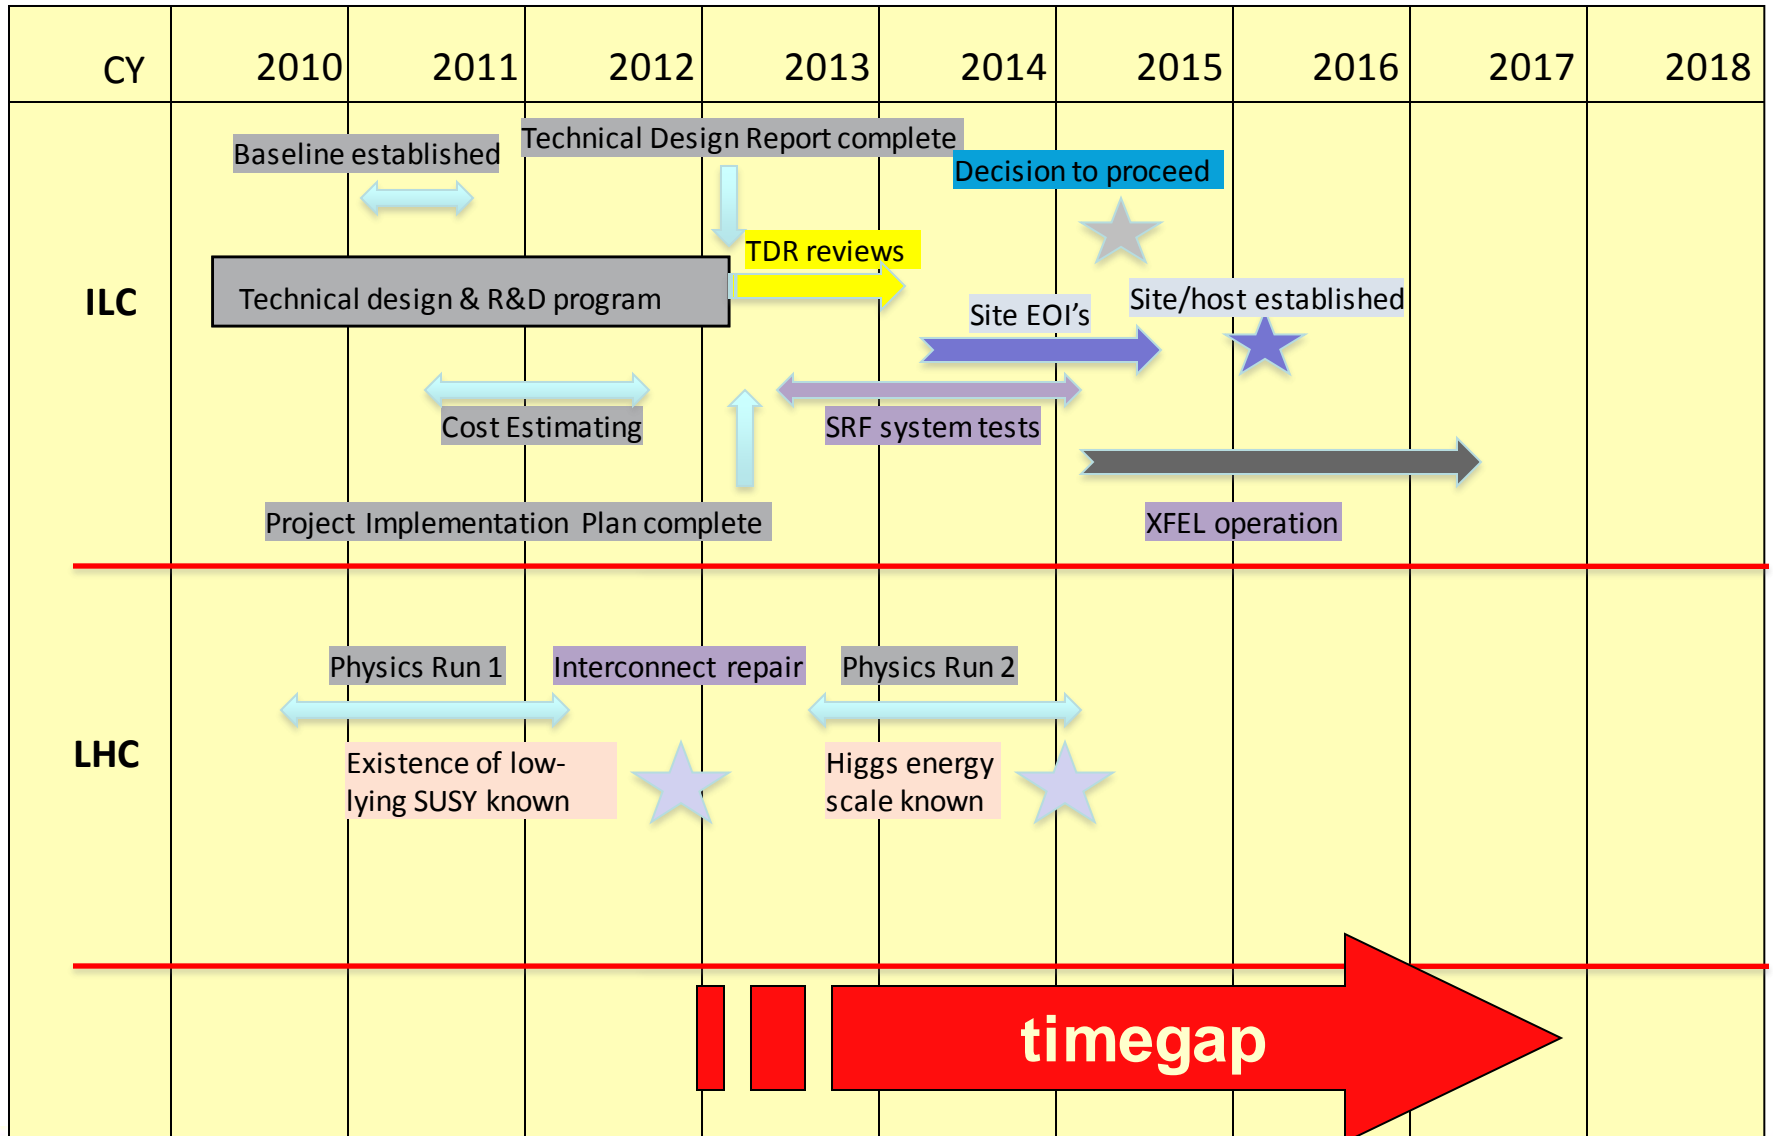 CY 2010 2011 2012 2013 2014 2015 2016 2017 2018
Technical Design Report complete
Baseline established
Decision to proceed
TDR reviews
ILC
Technical design & R&D program
Site EOI's
Site/host established
Cost Estimating
SRF system tests
Project Implementation Plan complete
XFEL operation
LHC
Physics Run 1
Interconnect repair
Physics Run 2
Existence of low-
lying SUSY known
Higgs energy
scale known
timegap